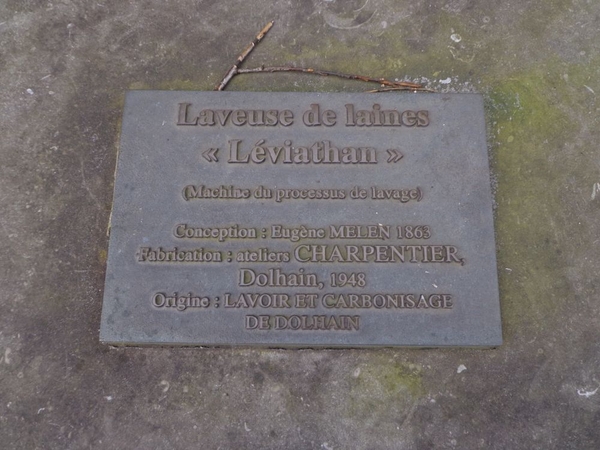 Laveuse de laines
« Léviathan »
(Machine du processus de lavage)
Conception : Eugène MELEN 1863
Fabrication : ateliers CHARPENTIER,
Dolhain, 1948
Origine : LAVOIR ET CARBONISAGE
DE DOLHAIN